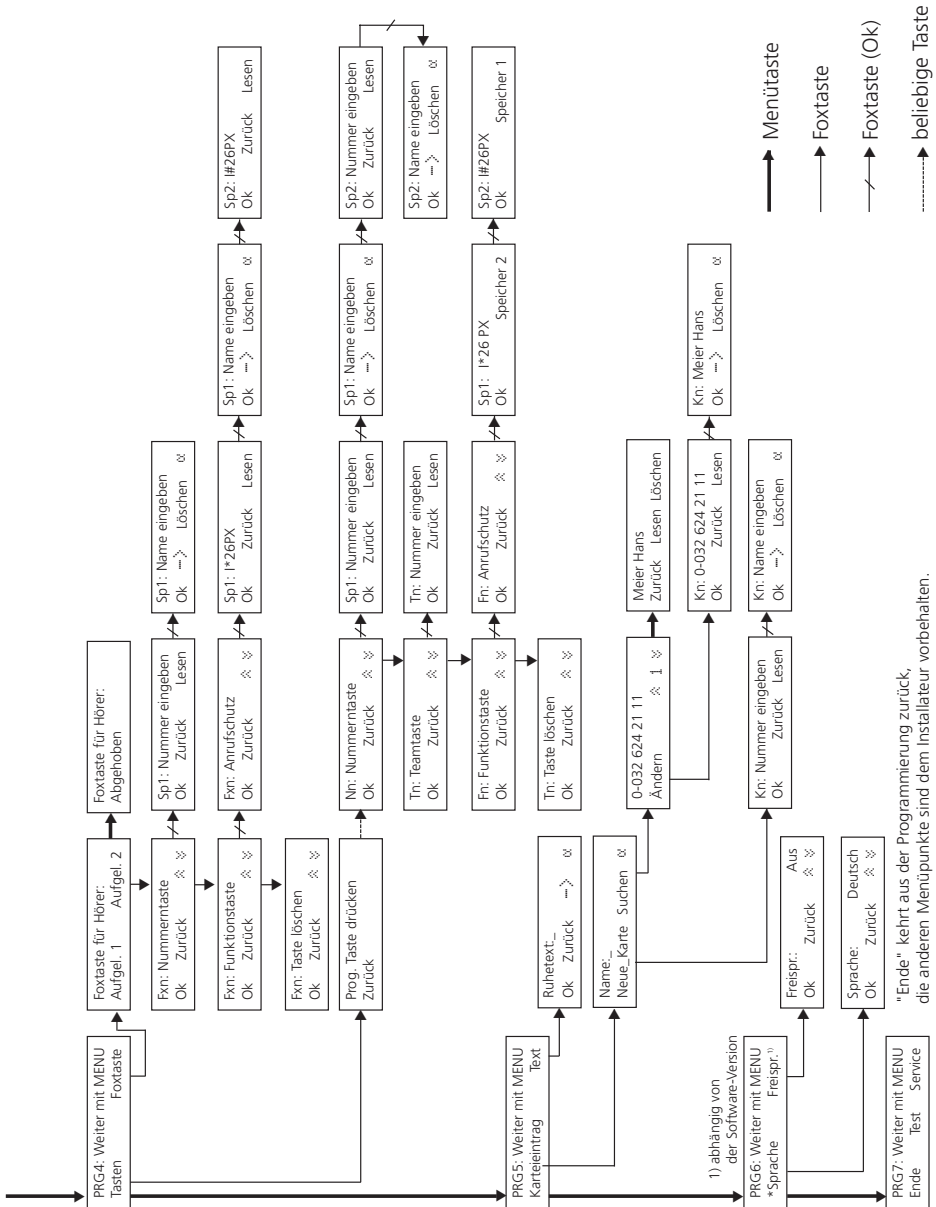 PRG4: Weiter mit MENU
Tasten Foxtaste
Foxtaste für Hörer:
Aufgel. 1 Aufgel. 2
Foxtaste für Hörer:
Abgehoben
Fxn: Nummerntaste
Ok Zurück
Sp1: Nummer eingeben
Ok Zurück Lesen
Sp1: Name eingeben
Ok ---> Löschen α
Fxn: Funktionstaste
Ok Zurück
Fxn: Anrufschutz
Ok Zurück
Sp1: I*26PX
Ok Zurück Lesen
Sp1: Name eingeben
Ok ---> Löschen α
Sp2: I#26PX
Ok Zurück Lesen
Fxn: Taste löschen
Ok Zurück
Prog. Taste drücken
Zurück
Nn: Nummerntaste
Ok Zurück
Sp1: Nummer eingeben
Ok Zurück Lesen
Sp1: Name eingeben
Ok ---> Löschen α
Sp2: Nummer eingeben
Ok Zurück Lesen
Sp2: Name eingeben
Ok ---> Löschen α
Tn: Teamtaste
Ok Zurück
Tn: Nummer eingeben
Ok Zurück Lesen
Fn: Funktionstaste
Ok Zurück
Fn: Anrufschutz
Ok Zurück
Sp1: I*26 PX
Ok Speicher 2
Sp2: I#26PX
Ok Speicher 1
Tn: Taste löschen
Ok Zurück
PRG5: Weiter mit MENU
Karteieintrag Text
Ruhetext:_
Ok Zurück ---> α
Name:_
Neue_Karte Suchen α
0-032 624 21 11
Ändern 1
Meier Hans
Zurück Lesen Löschen
Kn: 0-032 624 21 11
Ok Zurück Lesen
Kn: Meier Hans
Ok ---> Löschen α
Kn: Nummer eingeben
Ok Zurück Lesen
Kn: Name eingeben
Ok ---> Löschen α
1) abhängig von
der Software-Version
PRG6: Weiter mit MENU
*Sprache Freispr.¹⁾
Freispr.: Aus
Ok Zurück
Sprache: Deutsch
Ok Zurück
PRG7: Weiter mit MENU
Ende Test Service
"Ende" kehrt aus der Programmierung zurück,
die anderen Menüpunkte sind dem Installateur vorbehalten.
Menütaste
Foxtaste
Foxtaste (Ok)
beliebige Taste